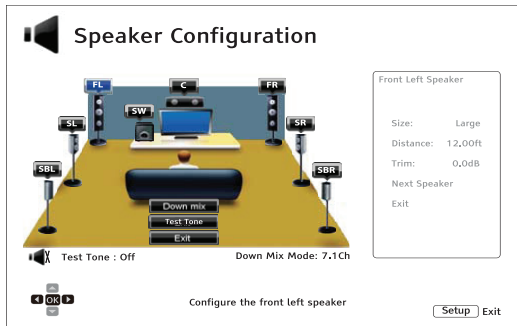 Speaker Configuration
FL
C
FR
SW
SL
SR
SBL
SBR
Down mix
Test Tone
Exit
Test Tone : Off
Down Mix Mode: 7.1Ch
Front Left Speaker
Size: Large
Distance: 12.00ft
Trim: 0.0dB
Next Speaker
Exit
OK
Configure the front left speaker
Setup Exit